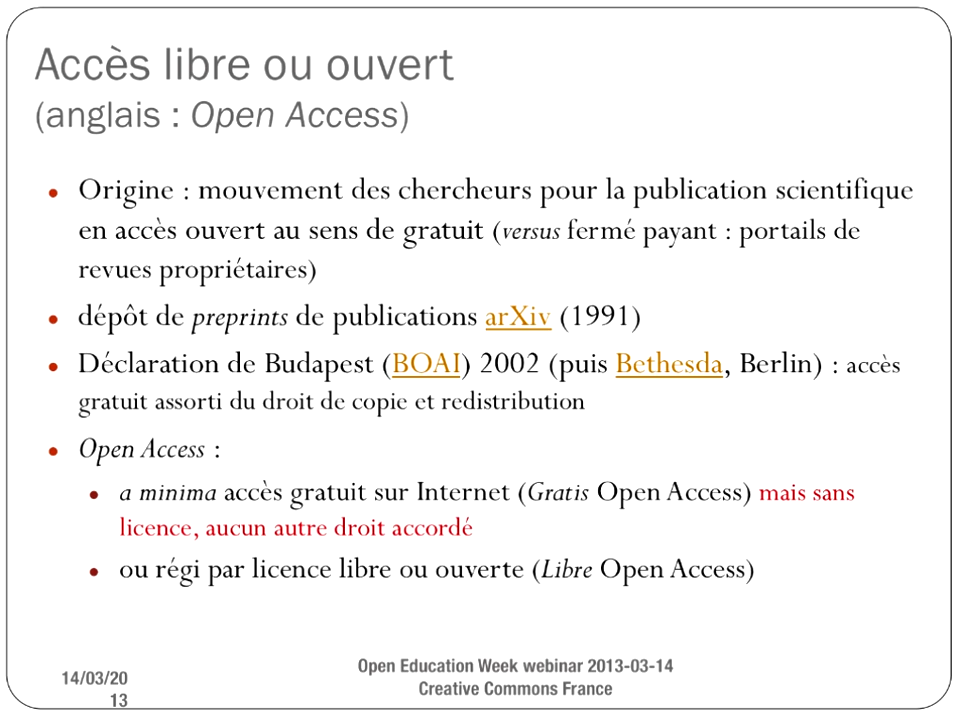 Accès libre ou ouvert
(anglais : Open Access)
• Origine : mouvement des chercheurs pour la publication scientifique
en accès ouvert au sens de gratuit (versus fermé payant : portails de
revues propriétaires)
• dépôt de preprints de publications arXiv (1991)
• Déclaration de Budapest (BOAI) 2002 (puis Bethesda, Berlin) : accès
gratuit assorti du droit de copie et redistribution
• Open Access :
• a minima accès gratuit sur Internet (Gratis Open Access) mais sans
licence, aucun autre droit accordé
• ou régi par licence libre ou ouverte (Libre Open Access)
14/03/20
13
Open Education Week webinar 2013-03-14
Creative Commons France